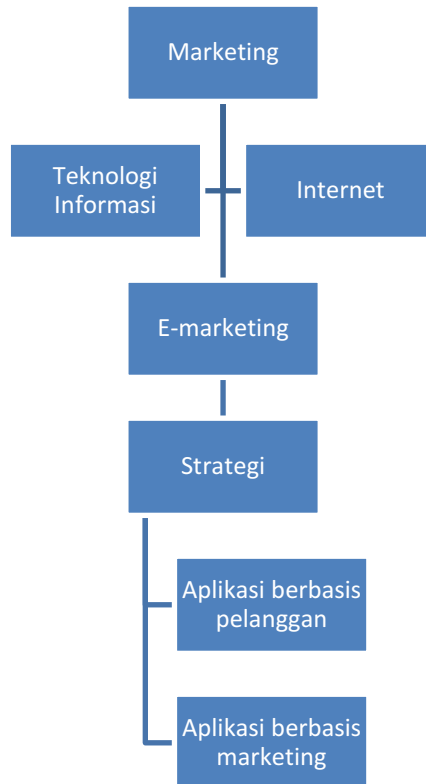 Marketing
Teknologi
Informasi
Internet
E-marketing
Strategi
Aplikasi berbasis
pelanggan
Aplikasi berbasis
marketing